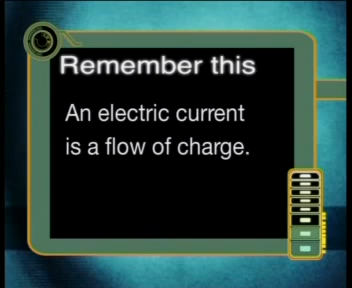 Remember this
An electric current
is a flow of charge.